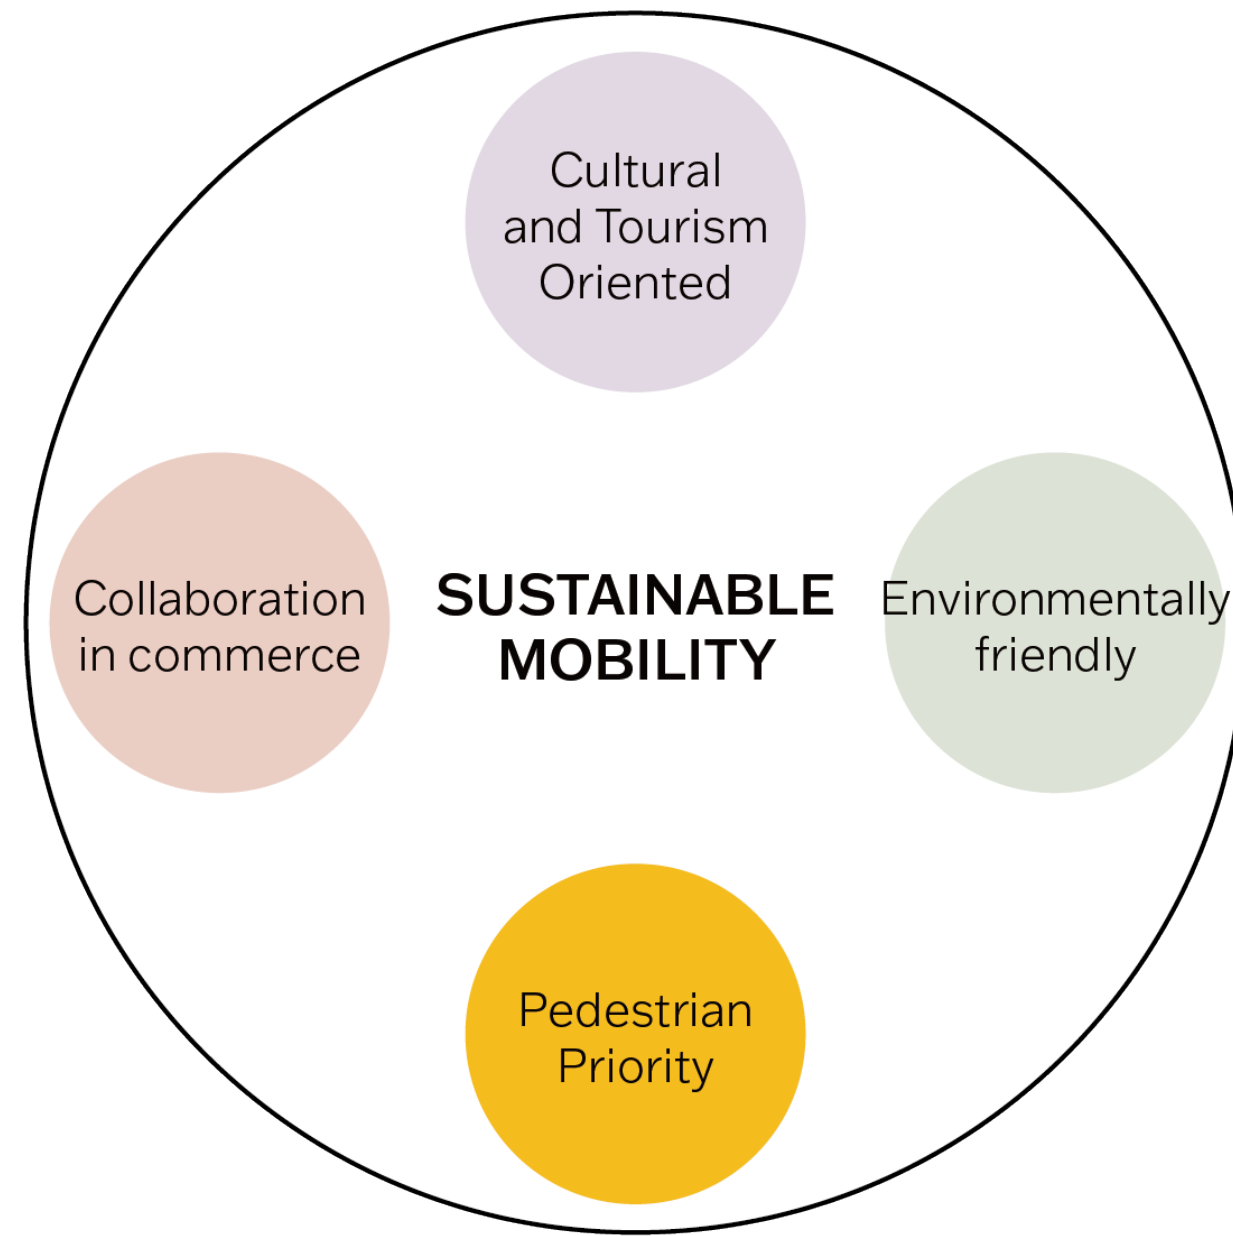 Cultural
and Tourism
Oriented
Collaboration
in commerce
SUSTAINABLE
MOBILITY
Environmentally
friendly
Pedestrian
Priority